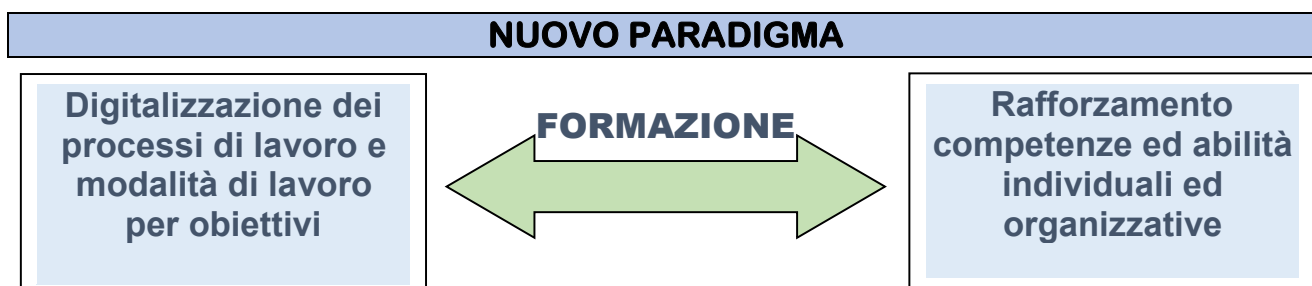 NUOVO PARADIGMA
Digitalizzazione dei
processi di lavoro e
modalità di lavoro
per obiettivi
FORMAZIONE
Rafforzamento
competenze ed abilità
individuali ed
organizzative